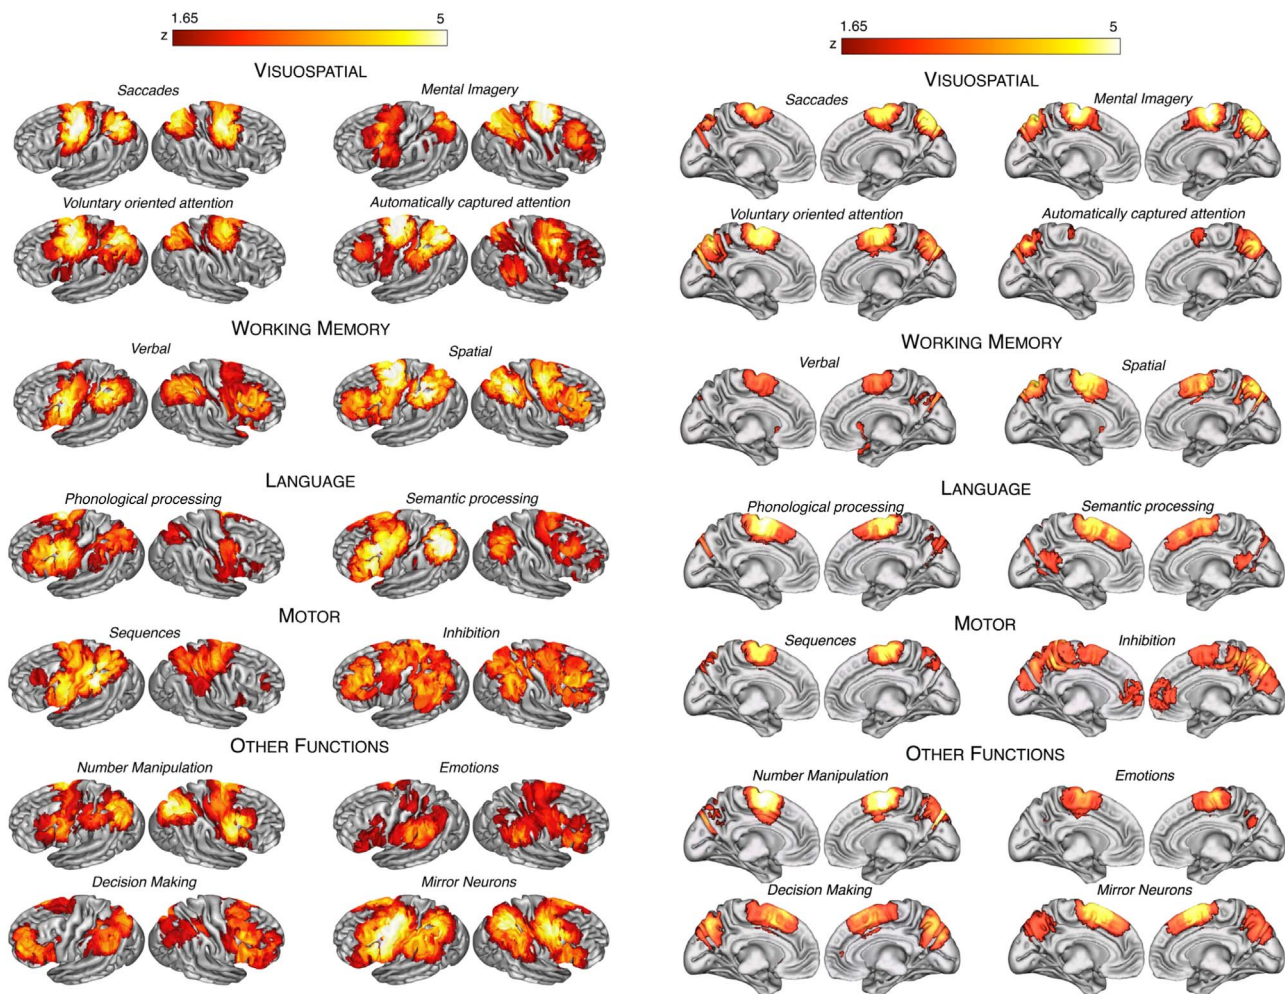 1.65 5
z
VISUOSPATIAL
Saccades Mental Imagery
Voluntary oriented attention Automatically captured attention
WORKING MEMORY
Verbal Spatial
LANGUAGE
Phonological processing Semantic processing
MOTOR
Sequences Inhibition
OTHER FUNCTIONS
Number Manipulation Emotions
Decision Making Mirror Neurons
1.65 5
z
VISUOSPATIAL
Saccades Mental Imagery
Voluntary oriented attention Automatically captured attention
WORKING MEMORY
Verbal Spatial
LANGUAGE
Phonological processing Semantic processing
MOTOR
Sequences Inhibition
OTHER FUNCTIONS
Number Manipulation Emotions
Decision Making Mirror Neurons